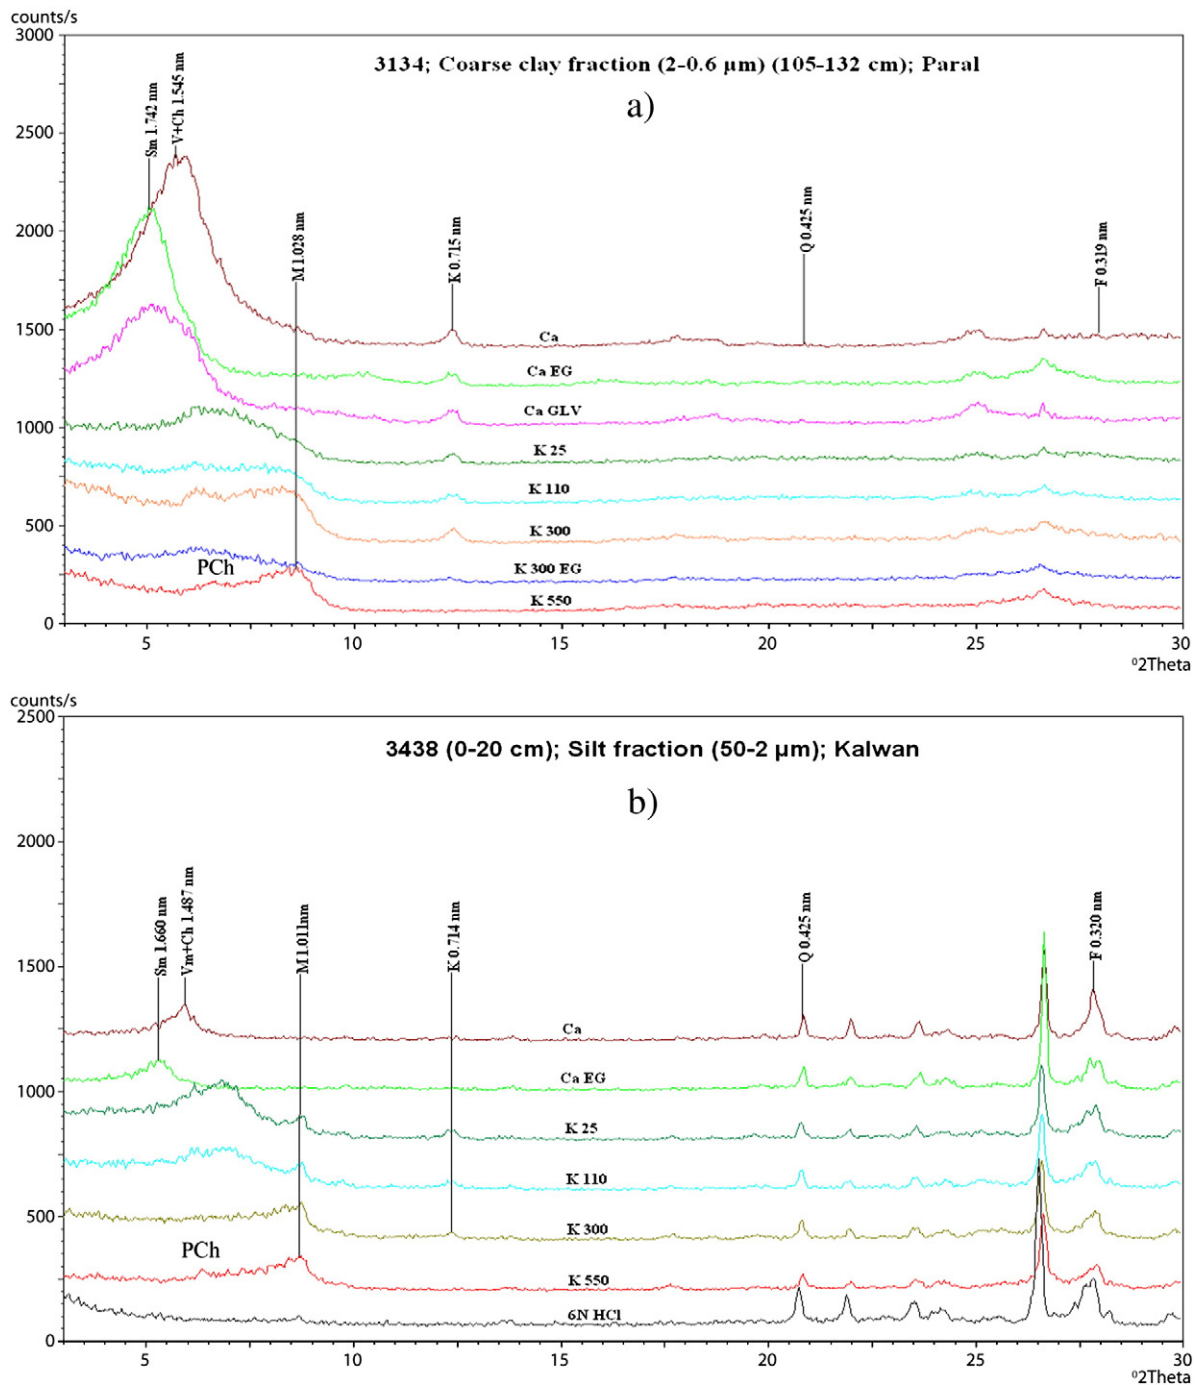 counts/s
3000
3134; Coarse clay fraction (2-0.6 µm) (105-132 cm); Paral
a)
Sm 1.742 nm
V+Ch 1.545 nm
M 1.028 nm
K 0.715 nm
Q 0.425 nm
F 0.319 nm
2500
2000
1500
1000
500
0
Ca
Ca EG
Ca GLV
K 25
K 110
K 300
K 300 EG
PCh
K 550
5
10
15
20
25
30
⁰2Theta
counts/s
2500
3438 (0-20 cm); Silt fraction (50-2 µm); Kalwan
b)
Sm 1.660 nm
Vm+Ch 1.487 nm
M 1.011nm
K 0.714 nm
Q 0.425 nm
F 0.320 nm
2000
1500
1000
500
0
Ca
Ca EG
K 25
K 110
K 300
PCh
K 550
6N HCl
5
10
15
20
25
30
⁰2Theta